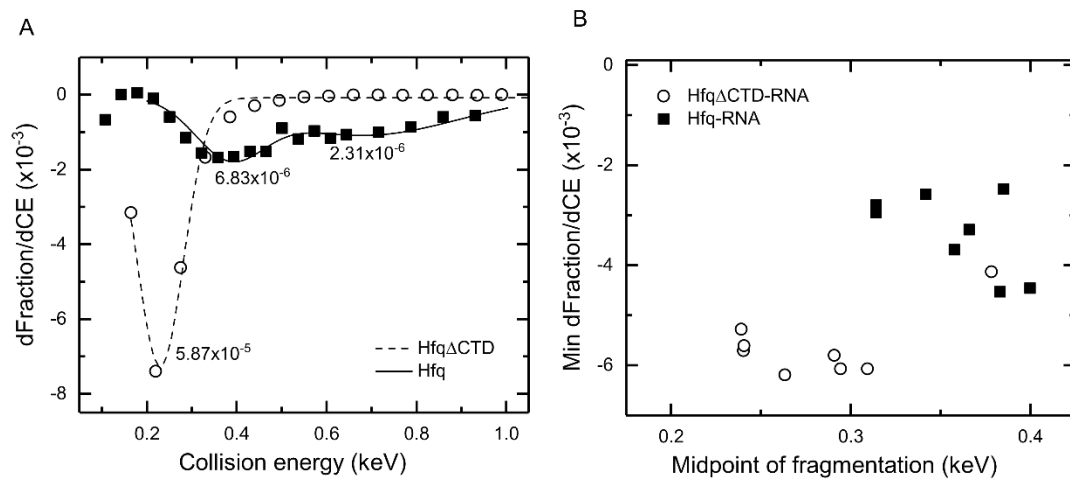 A
dFraction/dCE (x10⁻³)
0
-2
-4
-6
-8
6.83x10⁻⁶
2.31x10⁻⁶
5.87x10⁻⁵
HfqΔCTD
Hfq
0.2
0.4
0.6
0.8
1.0
Collision energy (keV)
B
Min dFraction/dCE (x10⁻³)
0
-2
-4
-6
HfqΔCTD-RNA
Hfq-RNA
0.2
0.3
0.4
Midpoint of fragmentation (keV)